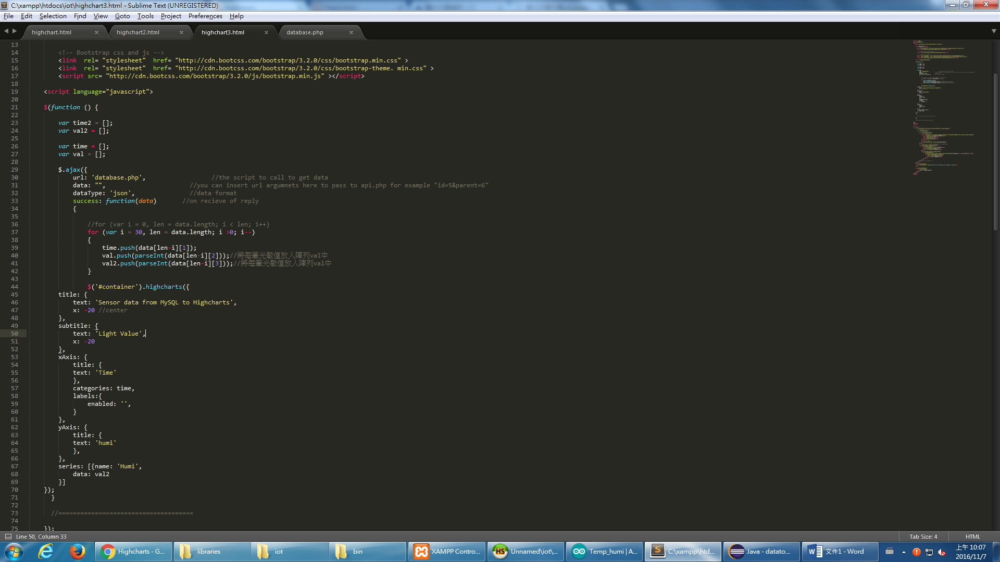 C:\xampp\htdocs\iot\highchart3.html - Sublime Text (UNREGISTERED)
File Edit Selection Find View Goto Tools Project Preferences Help
highchart.html highchart2.html highchart3.html database.php
13
14 <!-- Bootstrap css and js -->
15 <link  rel= "stylesheet"  href= "http://cdn.bootcss.com/bootstrap/3.2.0/css/bootstrap.min.css" >
16 <link  rel= "stylesheet"  href= "http://cdn.bootcss.com/bootstrap/3.2.0/css/bootstrap-theme. min.css" >
17 <script src= "http://cdn.bootcss.com/bootstrap/3.2.0/js/bootstrap.min.js" ></script>
18
19 <script language="javascript">
20
21 $(function () {
22
23 var time2 = [];
24 var val2 = [];
25
26 var time = [];
27 var val = [];
28
29 $.ajax({
30 url: 'database.php', //the script to call to get data
31 data: "", //you can insert url argumnets here to pass to api.php for example "id=5&parent=6"
32 dataType: 'json', //data format
33 success: function(data) //on recieve of reply
34 {
35
36 //for (var i = 0, len = data.length; i < len; i++)
37 for (var i = 30, len = data.length; i >0; i--)
38 {
39 time.push(data[len-i][1]);
40 val.push(parseInt(data[len-i][2]));//將每筆光敏值放入陣列val中
41 val2.push(parseInt(data[len-i][3]));//將每筆光敏值放入陣列val中
42 }
43
44 $('#container').highcharts({
45 title: {
46 text: 'Sensor data from MySQL to Highcharts',
47 x: -20 //center
48 },
49 subtitle: {
50 text: 'Light Value',
51 x: -20
52 },
53 xAxis: {
54 title: {
55 text: 'Time'
56 },
57 categories: time,
58 labels:{
59 enabled: '',
60 }
61 },
62 yAxis: {
63 title: {
64 text: 'humi'
65 },
66 },
67 series: [{name: 'Humi',
68 data: val2
69 }]
70 });
71 }
72
73 //=====================================
74
75 });
Line 50, Column 33 Tab Size: 4 HTML
Highcharts - G... libraries iot bin XAMPP Contro... Unnamed\iot\... Temp_humi | A... C:\xampp\htd... Java - datato... 文件1 - Word 上午 10:07
2016/11/7